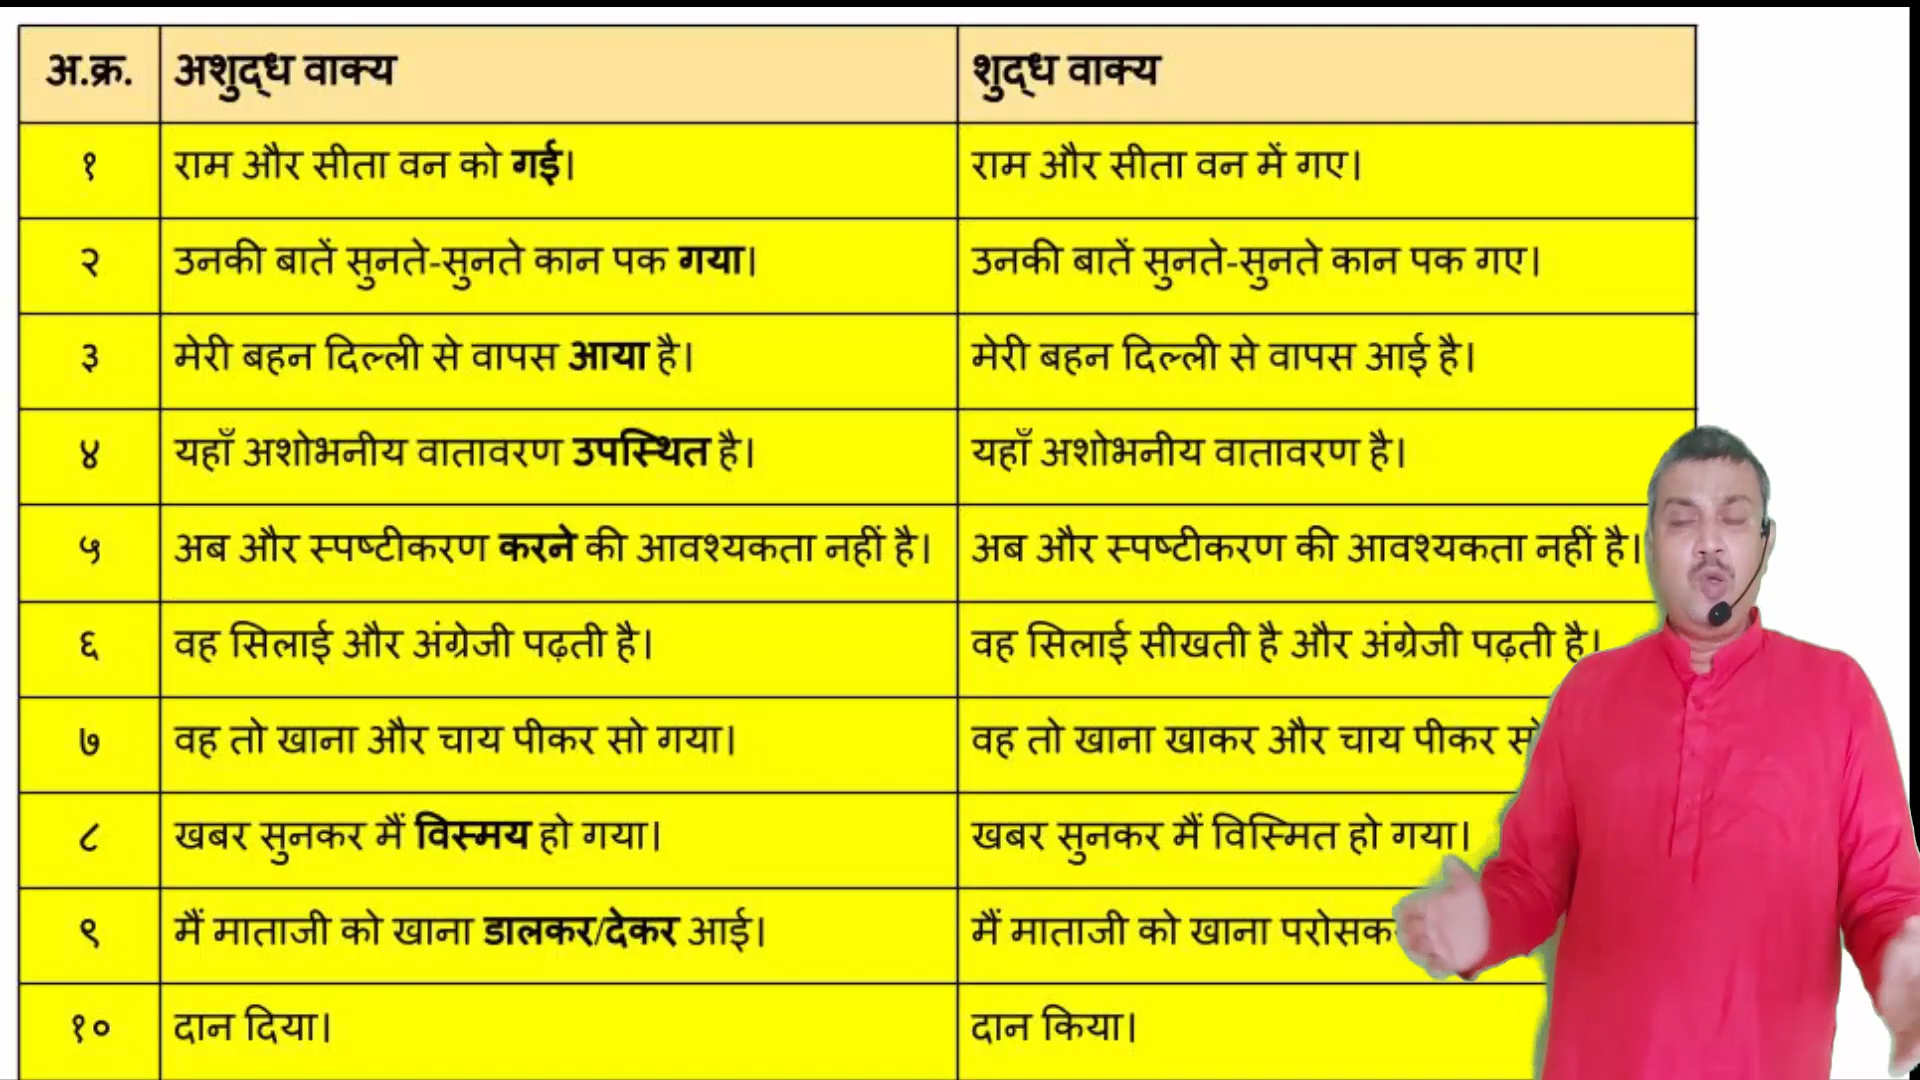 अ.क्र. अशुद्ध वाक्य शुद्ध वाक्य
१ राम और सीता वन को गई। राम और सीता वन में गए।
२ उनकी बातें सुनते-सुनते कान पक गया। उनकी बातें सुनते-सुनते कान पक गए।
३ मेरी बहन दिल्ली से वापस आया है। मेरी बहन दिल्ली से वापस आई है।
४ यहाँ अशोभनीय वातावरण उपस्थित है। यहाँ अशोभनीय वातावरण है।
५ अब और स्पष्टीकरण करने की आवश्यकता नहीं है। अब और स्पष्टीकरण की आवश्यकता नहीं है।
६ वह सिलाई और अंग्रेजी पढ़ती है। वह सिलाई सीखती है और अंग्रेजी पढ़ती है।
७ वह तो खाना और चाय पीकर सो गया। वह तो खाना खाकर और चाय पीकर
८ खबर सुनकर मैं विस्मय हो गया। खबर सुनकर मैं विस्मित हो गया।
९ मैं माताजी को खाना डालकर/देकर आई। मैं माताजी को खाना
१० दान दिया। दान किया।